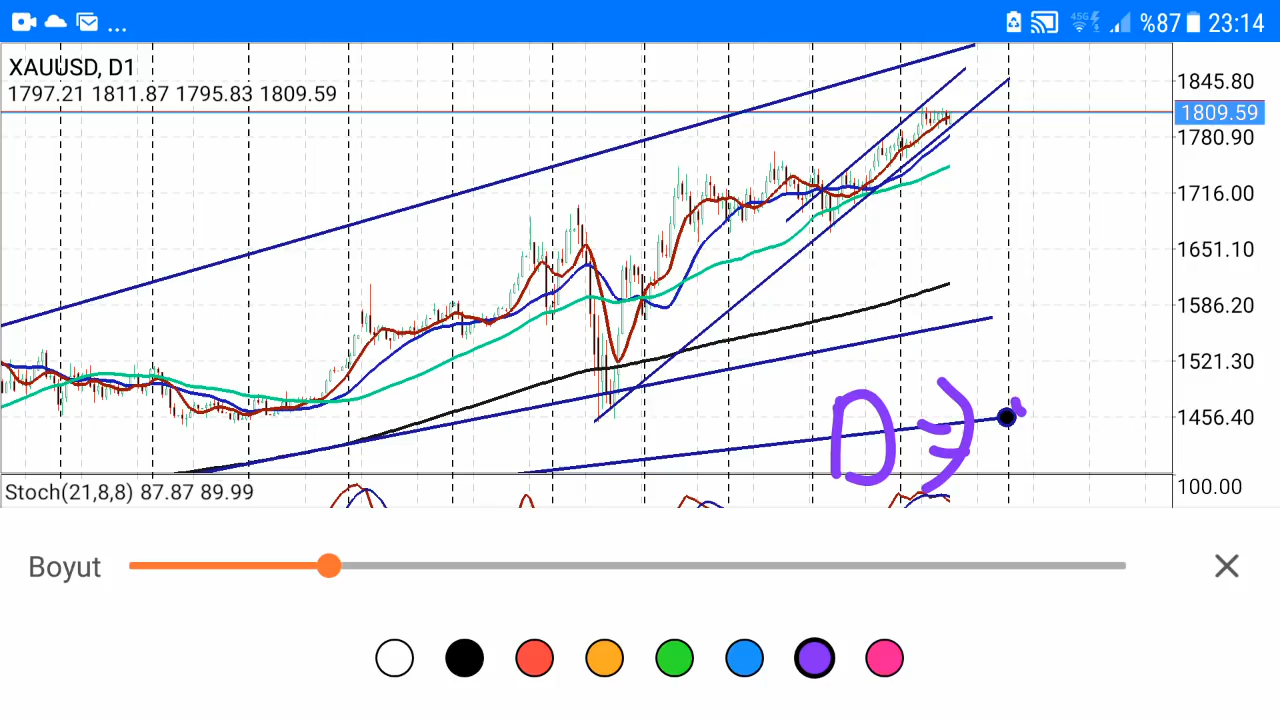 ... 45G %87 23:14
XAUUSD, D1
1797.21 1811.87 1795.83 1809.59
1845.80
1809.59
1780.90
1716.00
1651.10
1586.20
1521.30
1456.40
Stoch(21,8,8) 87.87 89.99
100.00
Boyut